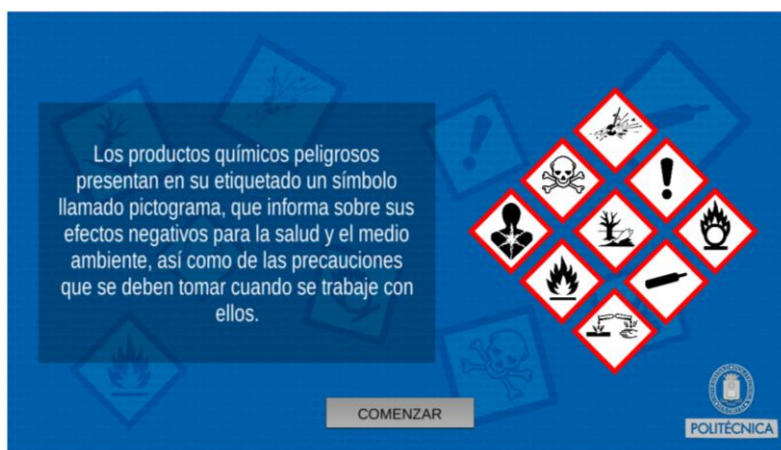 Los productos químicos peligrosos
presentan en su etiquetado un símbolo
llamado pictograma, que informa sobre sus
efectos negativos para la salud y el medio
ambiente, así como de las precauciones
que se deben tomar cuando se trabaje con
ellos.
COMENZAR
POLITÉCNICA